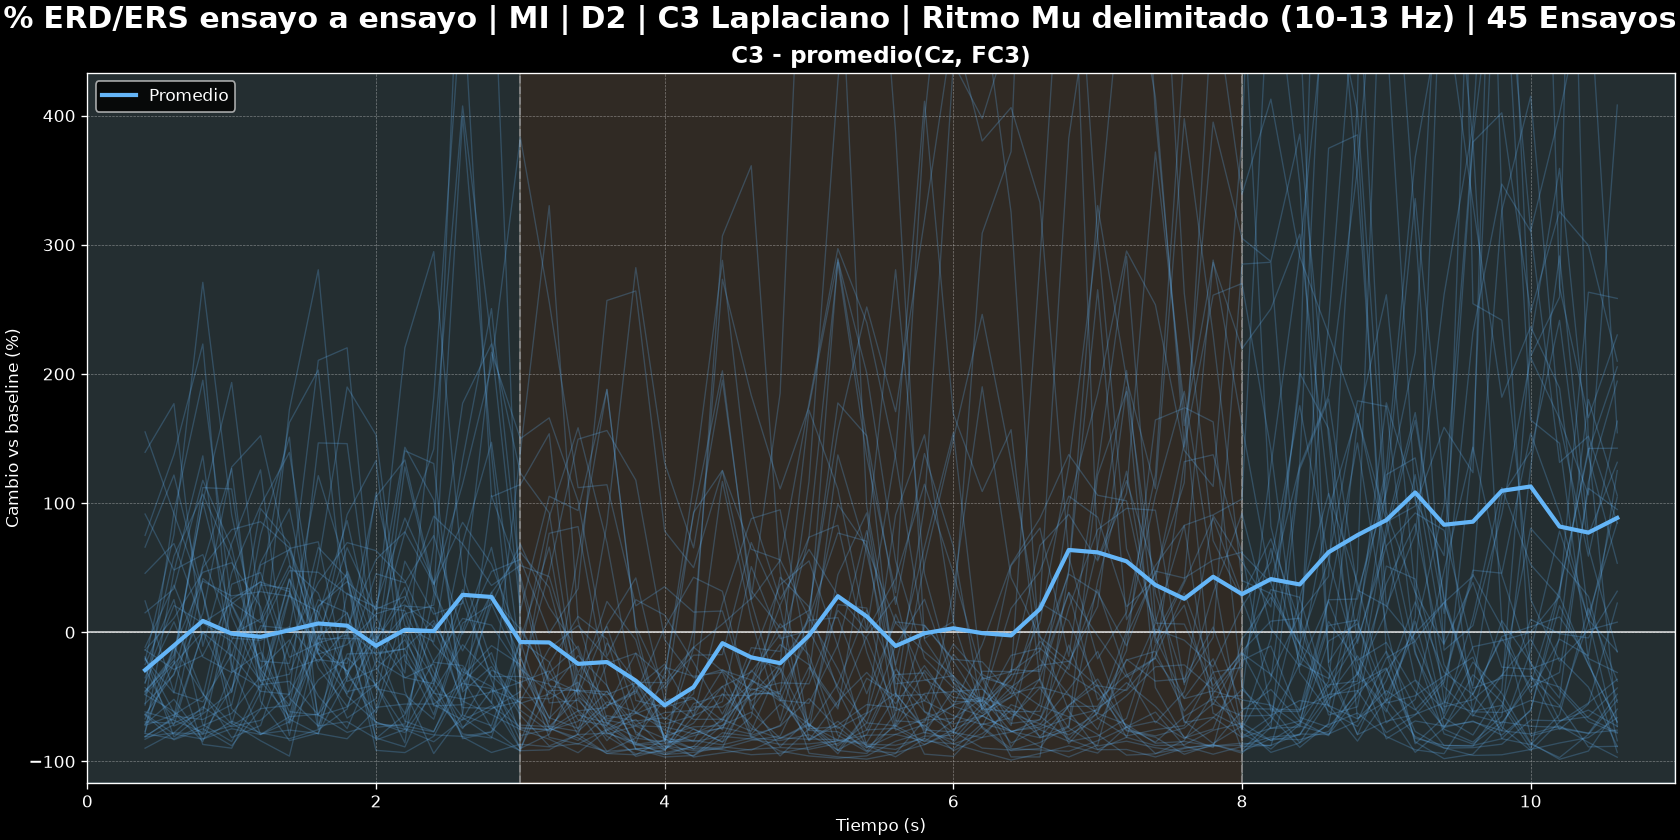 % ERD/ERS ensayo a ensayo | MI | D2 | C3 Laplaciano | Ritmo Mu delimitado (10-13 Hz) | 45 Ensayos
C3 - promedio(Cz, FC3)
Promedio
400
300
200
100
0
−100
Cambio vs baseline (%)
0 2 4 6 8 10
Tiempo (s)